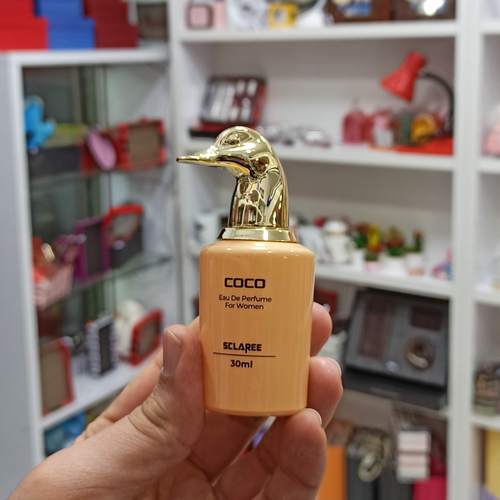 COCO
Eau De Perfume
For Women
SCLAREE
30ml